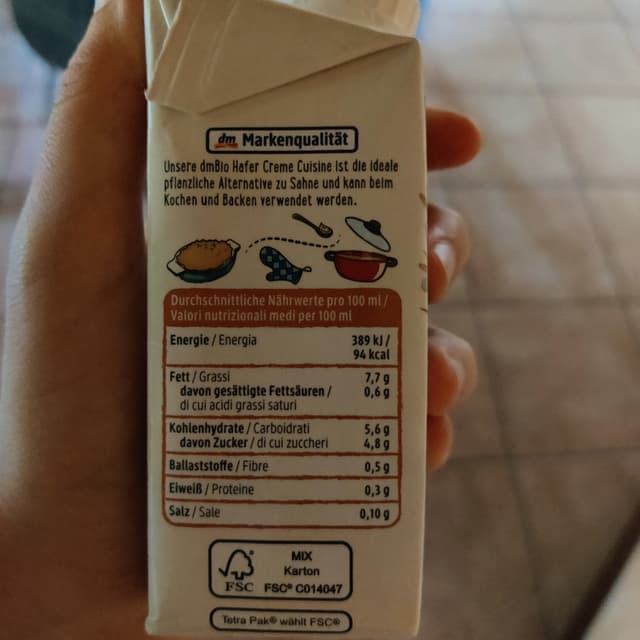 dm Markenqualität
Unsere dmBio Hafer Creme Cuisine ist die ideale
pflanzliche Alternative zu Sahne und kann beim
Kochen und Backen verwendet werden.
Durchschnittliche Nährwerte pro 100 ml /
Valori nutrizionali medi per 100 ml
Energie / Energia 389 kJ /
94 kcal
Fett / Grassi 7,7 g
davon gesättigte Fettsäuren / 0,6 g
di cui acidi grassi saturi
Kohlenhydrate / Carboidrati 5,6 g
davon Zucker / di cui zuccheri 4,8 g
Ballaststoffe / Fibre 0,5 g
Eiweiß / Proteine 0,3 g
Salz / Sale 0,10 g
MIX
Karton
FSC FSC® C014047
Tetra Pak® wählt FSC®